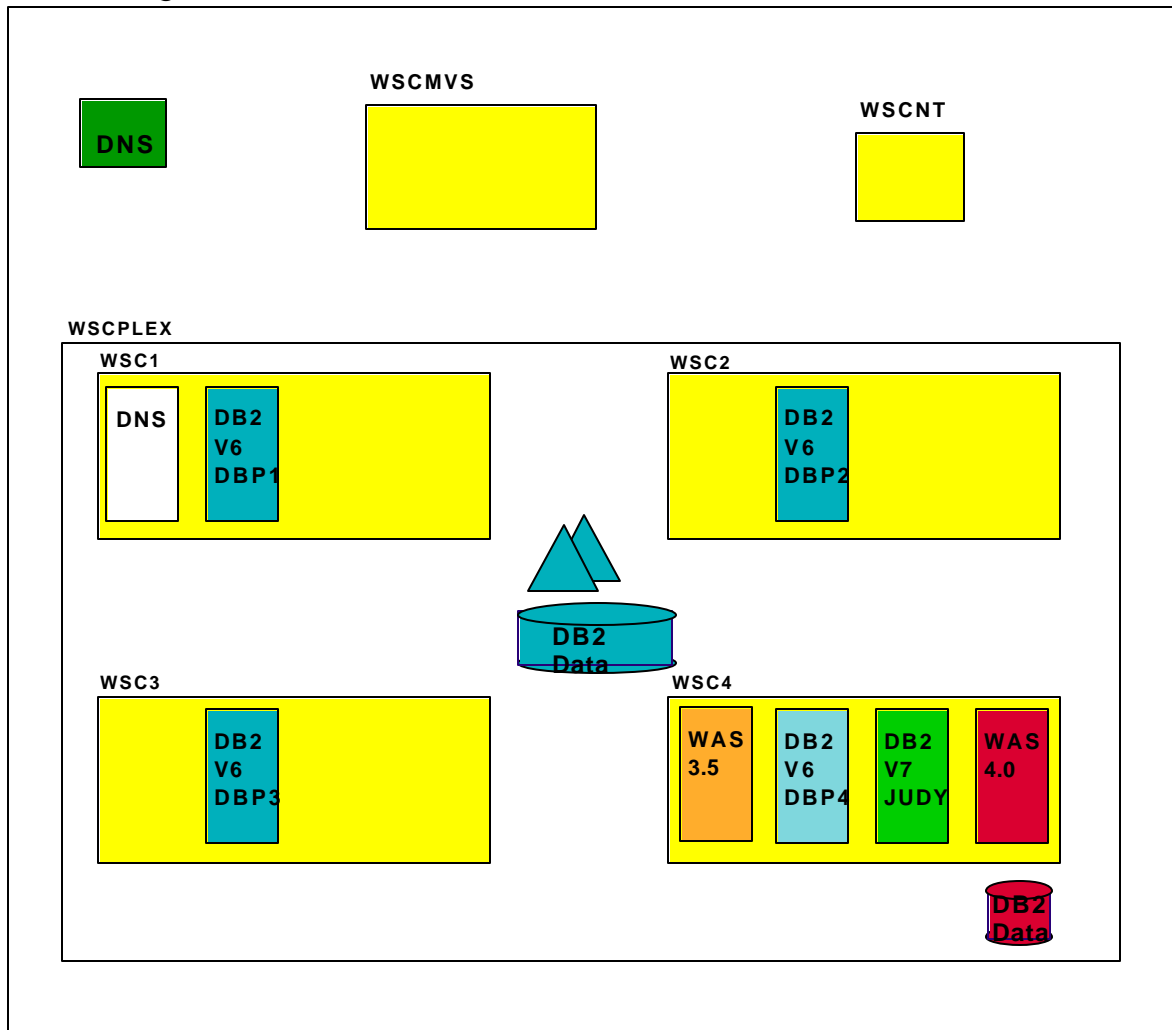 WSCMVS
WSCNT
DNS
WSCPLEX
WSC1
DNS
DB2
V6
DBP1
WSC2
DB2
V6
DBP2
DB2
Data
WSC3
DB2
V6
DBP3
WSC4
WAS
3.5
DB2
V6
DBP4
DB2
V7
JUDY
WAS
4.0
DB2
Data